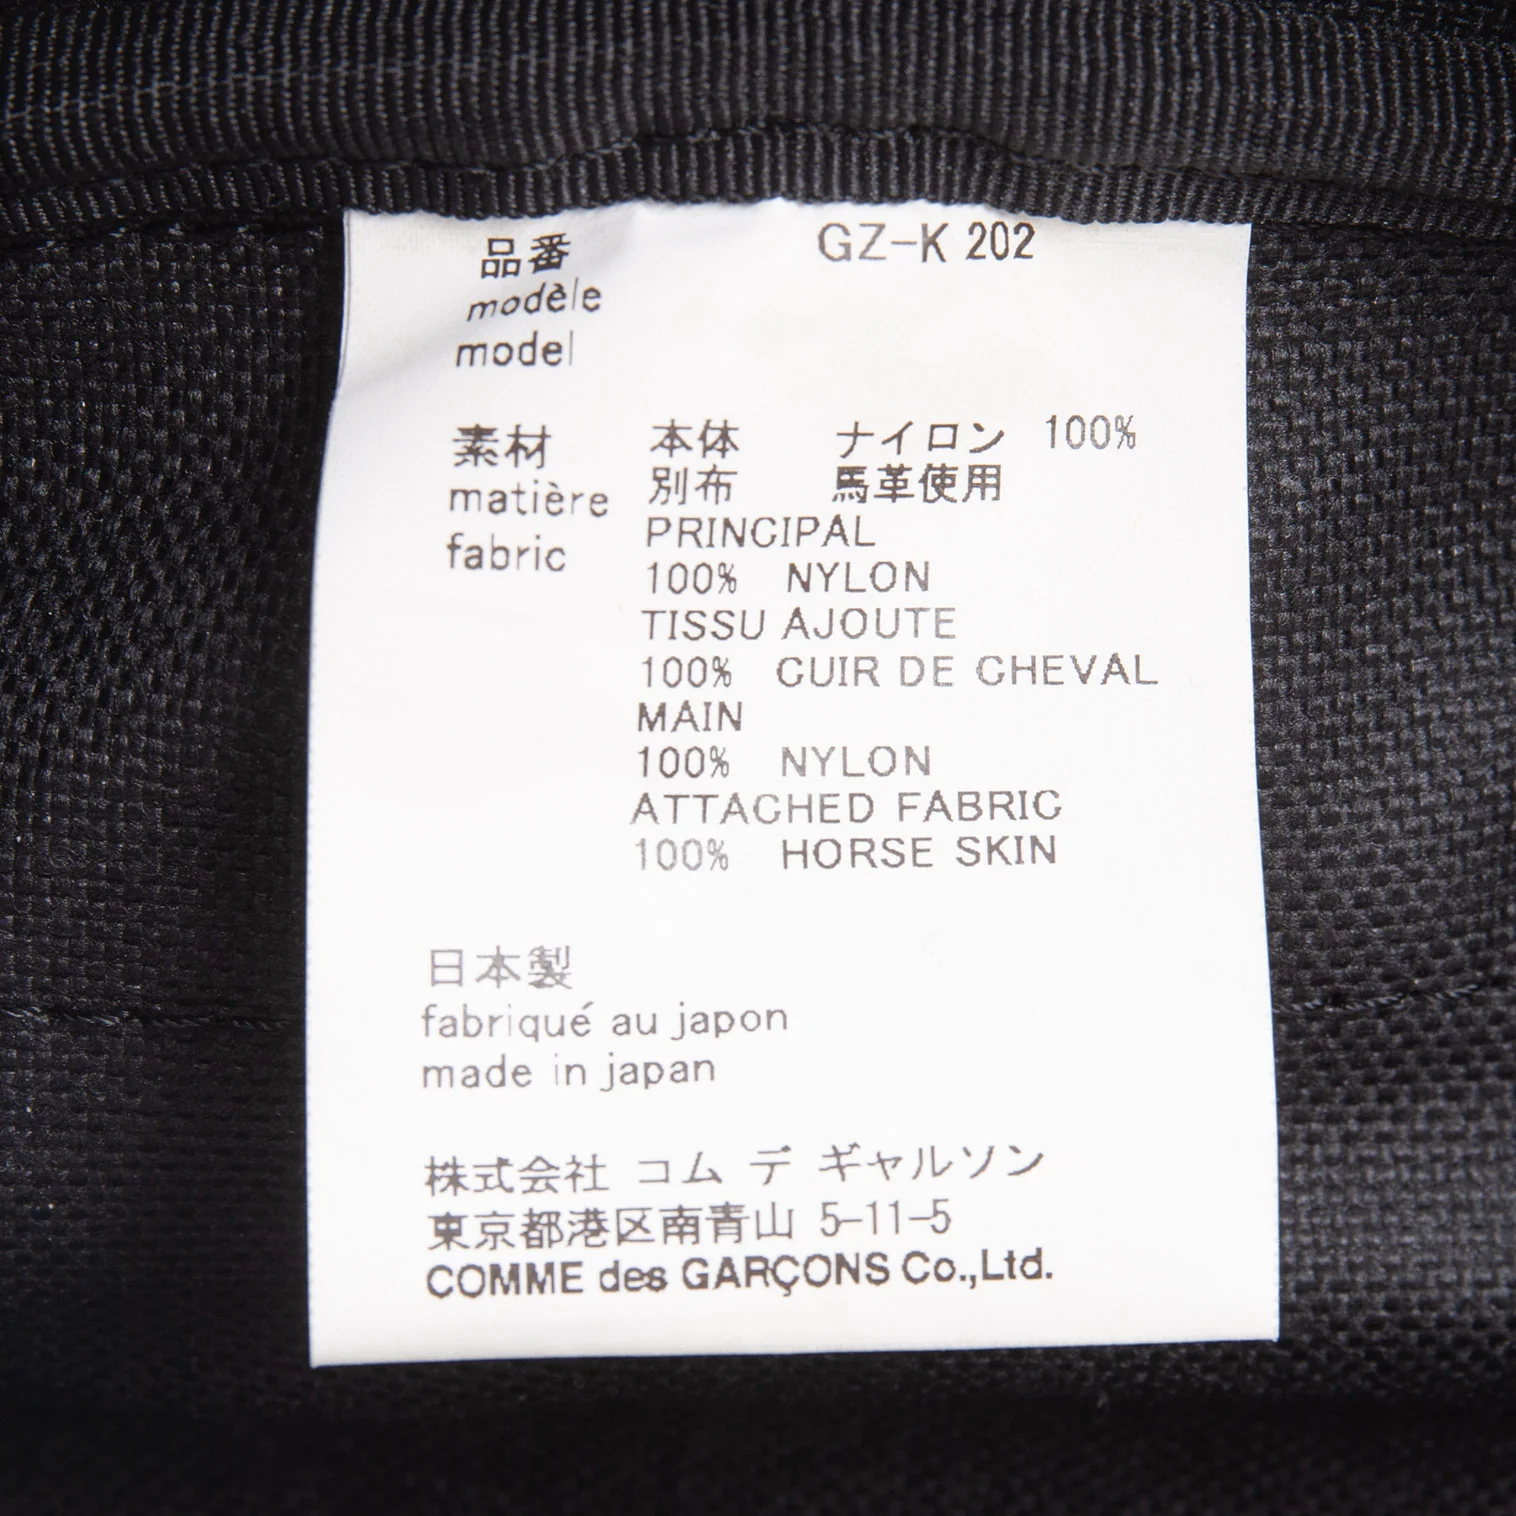 品番 GZ-K 202
modèle
model
素材 本体 ナイロン 100%
matière 別布 馬革使用
fabric PRINCIPAL
100% NYLON
TISSU AJOUTE
100% CUIR DE CHEVAL
MAIN
100% NYLON
ATTACHED FABRIC
100% HORSE SKIN
日本製
fabriqué au japon
made in japan
株式会社 コム デ ギャルソン
東京都港区南青山 5-11-5
COMME des GARÇONS Co.,Ltd.